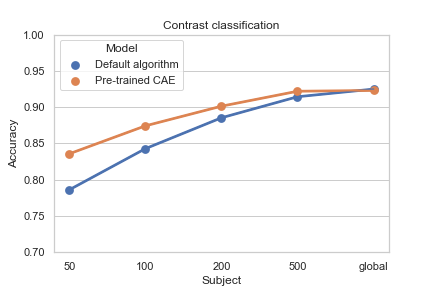 Contrast classification
1.00
0.95
0.90
0.85
0.80
0.75
0.70
Accuracy
Model
Default algorithm
Pre-trained CAE
50 100 200 500 global
Subject